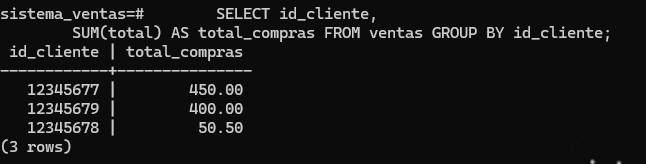 sistema_ventas=#        SELECT id_cliente,
        SUM(total) AS total_compras FROM ventas GROUP BY id_cliente;
 id_cliente | total_compras
------------+---------------
   12345677 |        450.00
   12345679 |        400.00
   12345678 |         50.50
(3 rows)